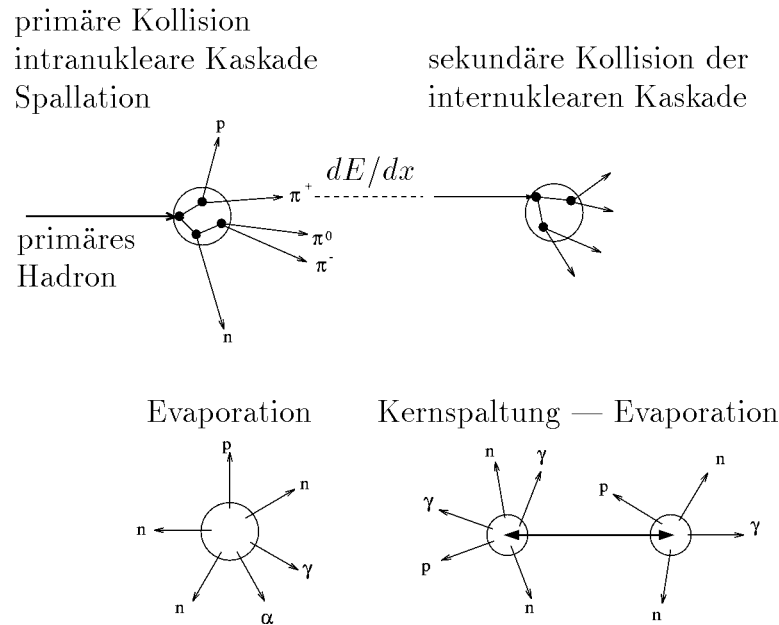 primäre Kollision
intranukleare Kaskade
Spallation
sekundäre Kollision der
internuklearen Kaskade
p
dE/dx
π⁺
primäres
Hadron
π⁰
π⁻
n
Evaporation
Kernspaltung — Evaporation
p
n
n
γ
n
α
n
γ
γ
p
n
p
n
γ
n